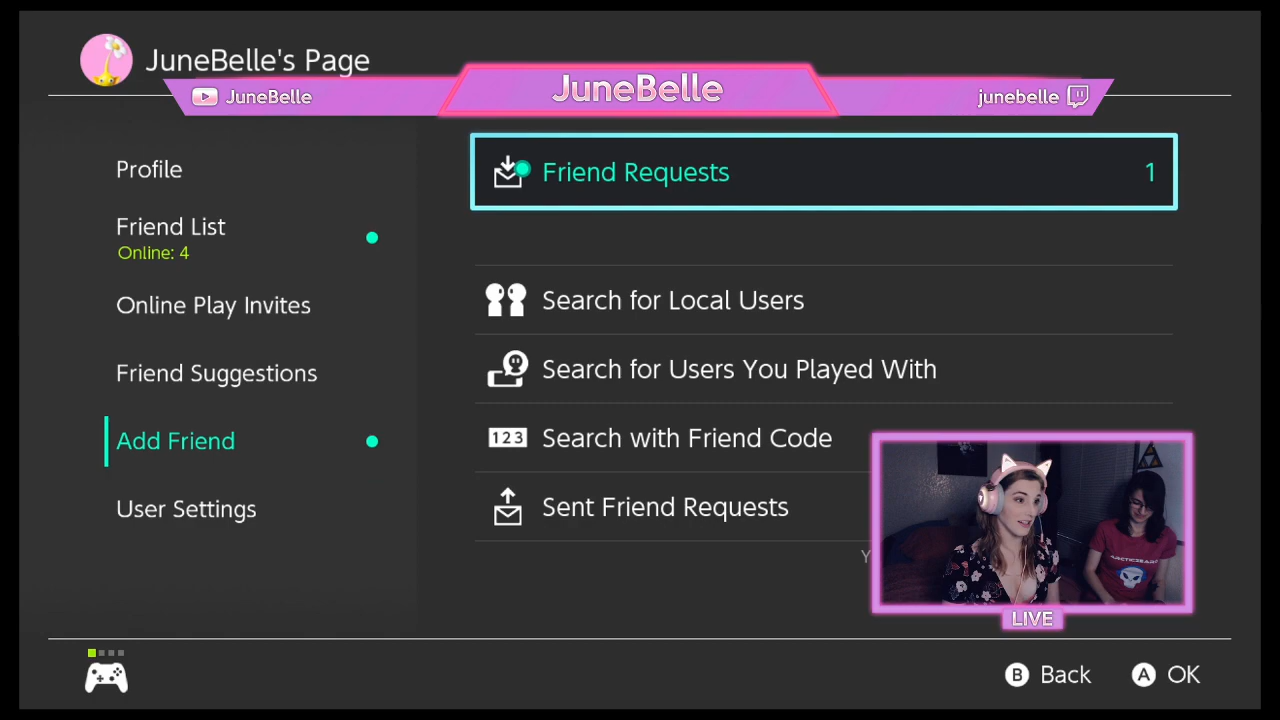 JuneBelle's Page
JuneBelle
JuneBelle
junebelle
Profile
Friend List
Online: 4
Online Play Invites
Friend Suggestions
Add Friend
User Settings
Friend Requests 1
Search for Local Users
Search for Users You Played With
123 Search with Friend Code
Sent Friend Requests
Y
LIVE
B Back
A OK